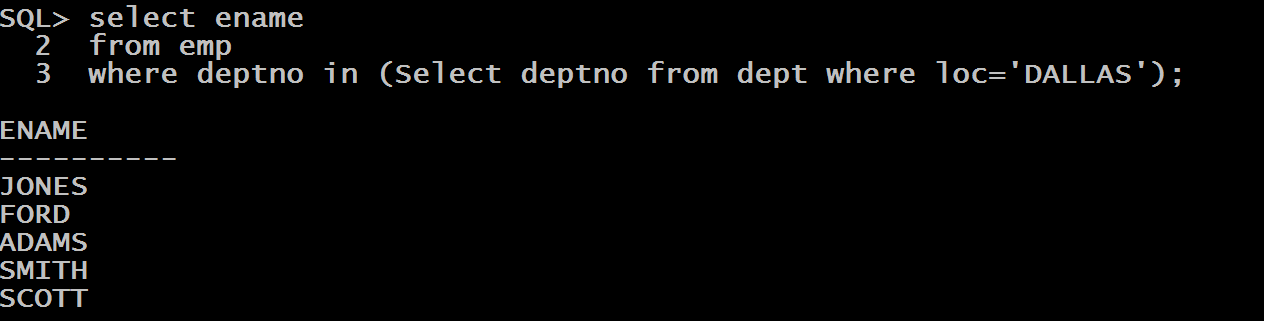 SQL> select ename
  2  from emp
  3  where deptno in (Select deptno from dept where loc='DALLAS');
ENAME
----------
JONES
FORD
ADAMS
SMITH
SCOTT